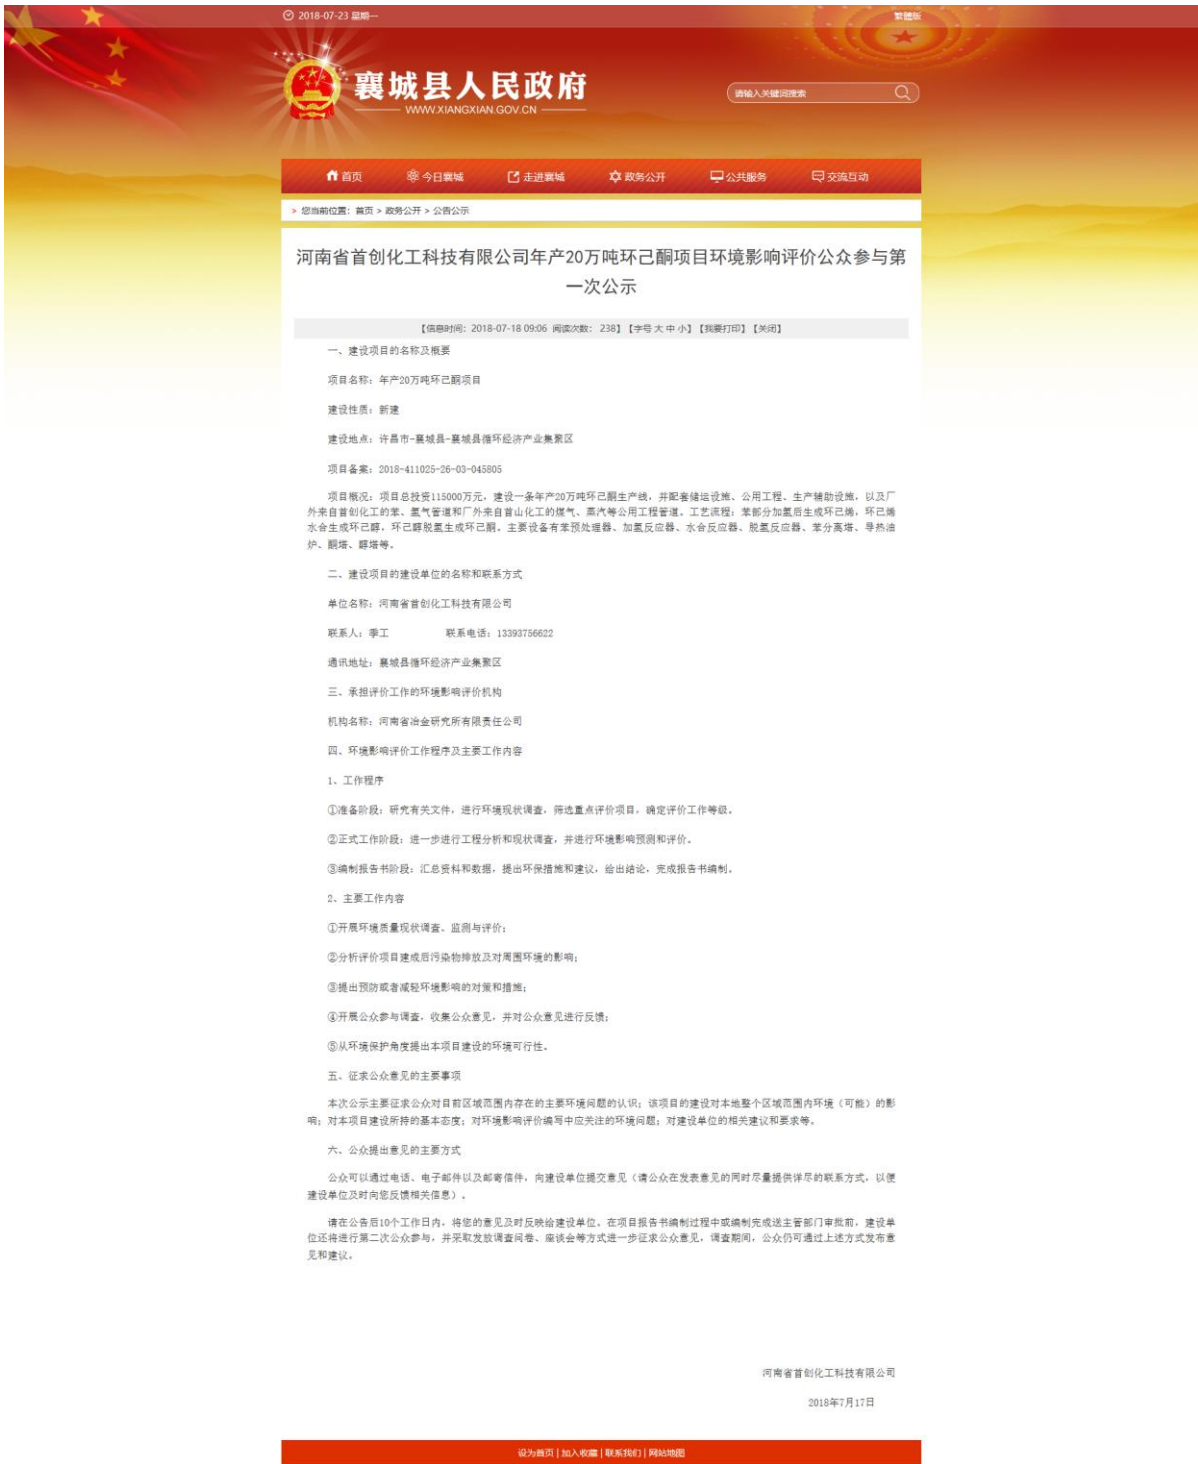 2018-07-23 星期一
繁體版
襄城县人民政府
WWW.XIANGXIAN.GOV.CN
请输入关键词搜索
首页 今日襄城 走进襄城 政务公开 公共服务 交流互动
> 您当前位置：首页 > 政务公开 > 公告公示
河南省首创化工科技有限公司年产20万吨环己酮项目环境影响评价公众参与第
一次公示
【信息时间：2018-07-18 09:06 阅读次数： 238】【字号 大 中 小】【我要打印】【关闭】
一、建设项目的名称及概要
项目名称：年产20万吨环己酮项目
建设性质：新建
建设地点：许昌市-襄城县-襄城县循环经济产业集聚区
项目备案：2018-411025-26-03-045805
项目概况：项目总投资115000万元，建设一条年产20万吨环己酮生产线，并配套储运设施、公用工程、生产辅助设施，以及厂
外来自首创化工的苯、氢气管道和厂外来自首山化工的煤气、蒸汽等公用工程管道。工艺流程：苯部分加氢后生成环己烯，环己烯
水合生成环己醇，环己醇脱氢生成环己酮。主要设备有苯预处理器、加氢反应器、水合反应器、脱氢反应器、苯分离塔、导热油
炉、酮塔、醇塔等。
二、建设项目的建设单位的名称和联系方式
单位名称：河南省首创化工科技有限公司
联系人：季工 联系电话：13393756622
通讯地址：襄城县循环经济产业集聚区
三、承担评价工作的环境影响评价机构
机构名称：河南省冶金研究所有限责任公司
四、环境影响评价工作程序及主要工作内容
1、工作程序
①准备阶段：研究有关文件，进行环境现状调查，筛选重点评价项目，确定评价工作等级。
②正式工作阶段：进一步进行工程分析和现状调查，并进行环境影响预测和评价。
③编制报告书阶段：汇总资料和数据，提出环保措施和建议，给出结论，完成报告书编制。
2、主要工作内容
①开展环境质量现状调查、监测与评价；
②分析评价项目建成后污染物排放及对周围环境的影响；
③提出预防或者减轻环境影响的对策和措施；
④开展公众参与调查，收集公众意见，并对公众意见进行反馈；
⑤从环境保护角度提出本项目建设的环境可行性。
五、征求公众意见的主要事项
本次公示主要征求公众对目前区域范围内存在的主要环境问题的认识；该项目的建设对本地整个区域范围内环境（可能）的影
响；对本项目建设所持的基本态度；对环境影响评价编写中应关注的环境问题；对建设单位的相关建议和要求等。
六、公众提出意见的主要方式
公众可以通过电话、电子邮件以及邮寄信件，向建设单位提交意见（请公众在发表意见的同时尽量提供详尽的联系方式，以便
建设单位及时向您反馈相关信息）。
请在公告后10个工作日内，将您的意见及时反映给建设单位。在项目报告书编制过程中或编制完成送主管部门审批前，建设单
位还将进行第二次公众参与，并采取发放调查问卷、座谈会等方式进一步征求公众意见，调查期间，公众仍可通过上述方式发布意
见和建议。
河南省首创化工科技有限公司
2018年7月17日
设为首页 | 加入收藏 | 联系我们 | 网站地图